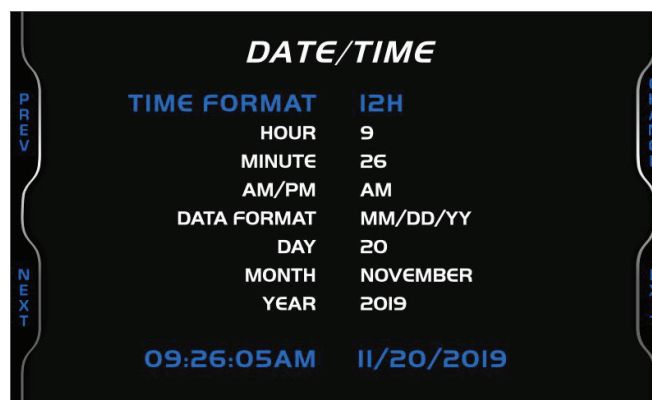 DATE/TIME
PREV
TIME FORMAT 12H
HOUR 9
MINUTE 26
AM/PM AM
DATA FORMAT MM/DD/YY
DAY 20
MONTH NOVEMBER
YEAR 2019
NEXT
09:26:05AM 11/20/2019